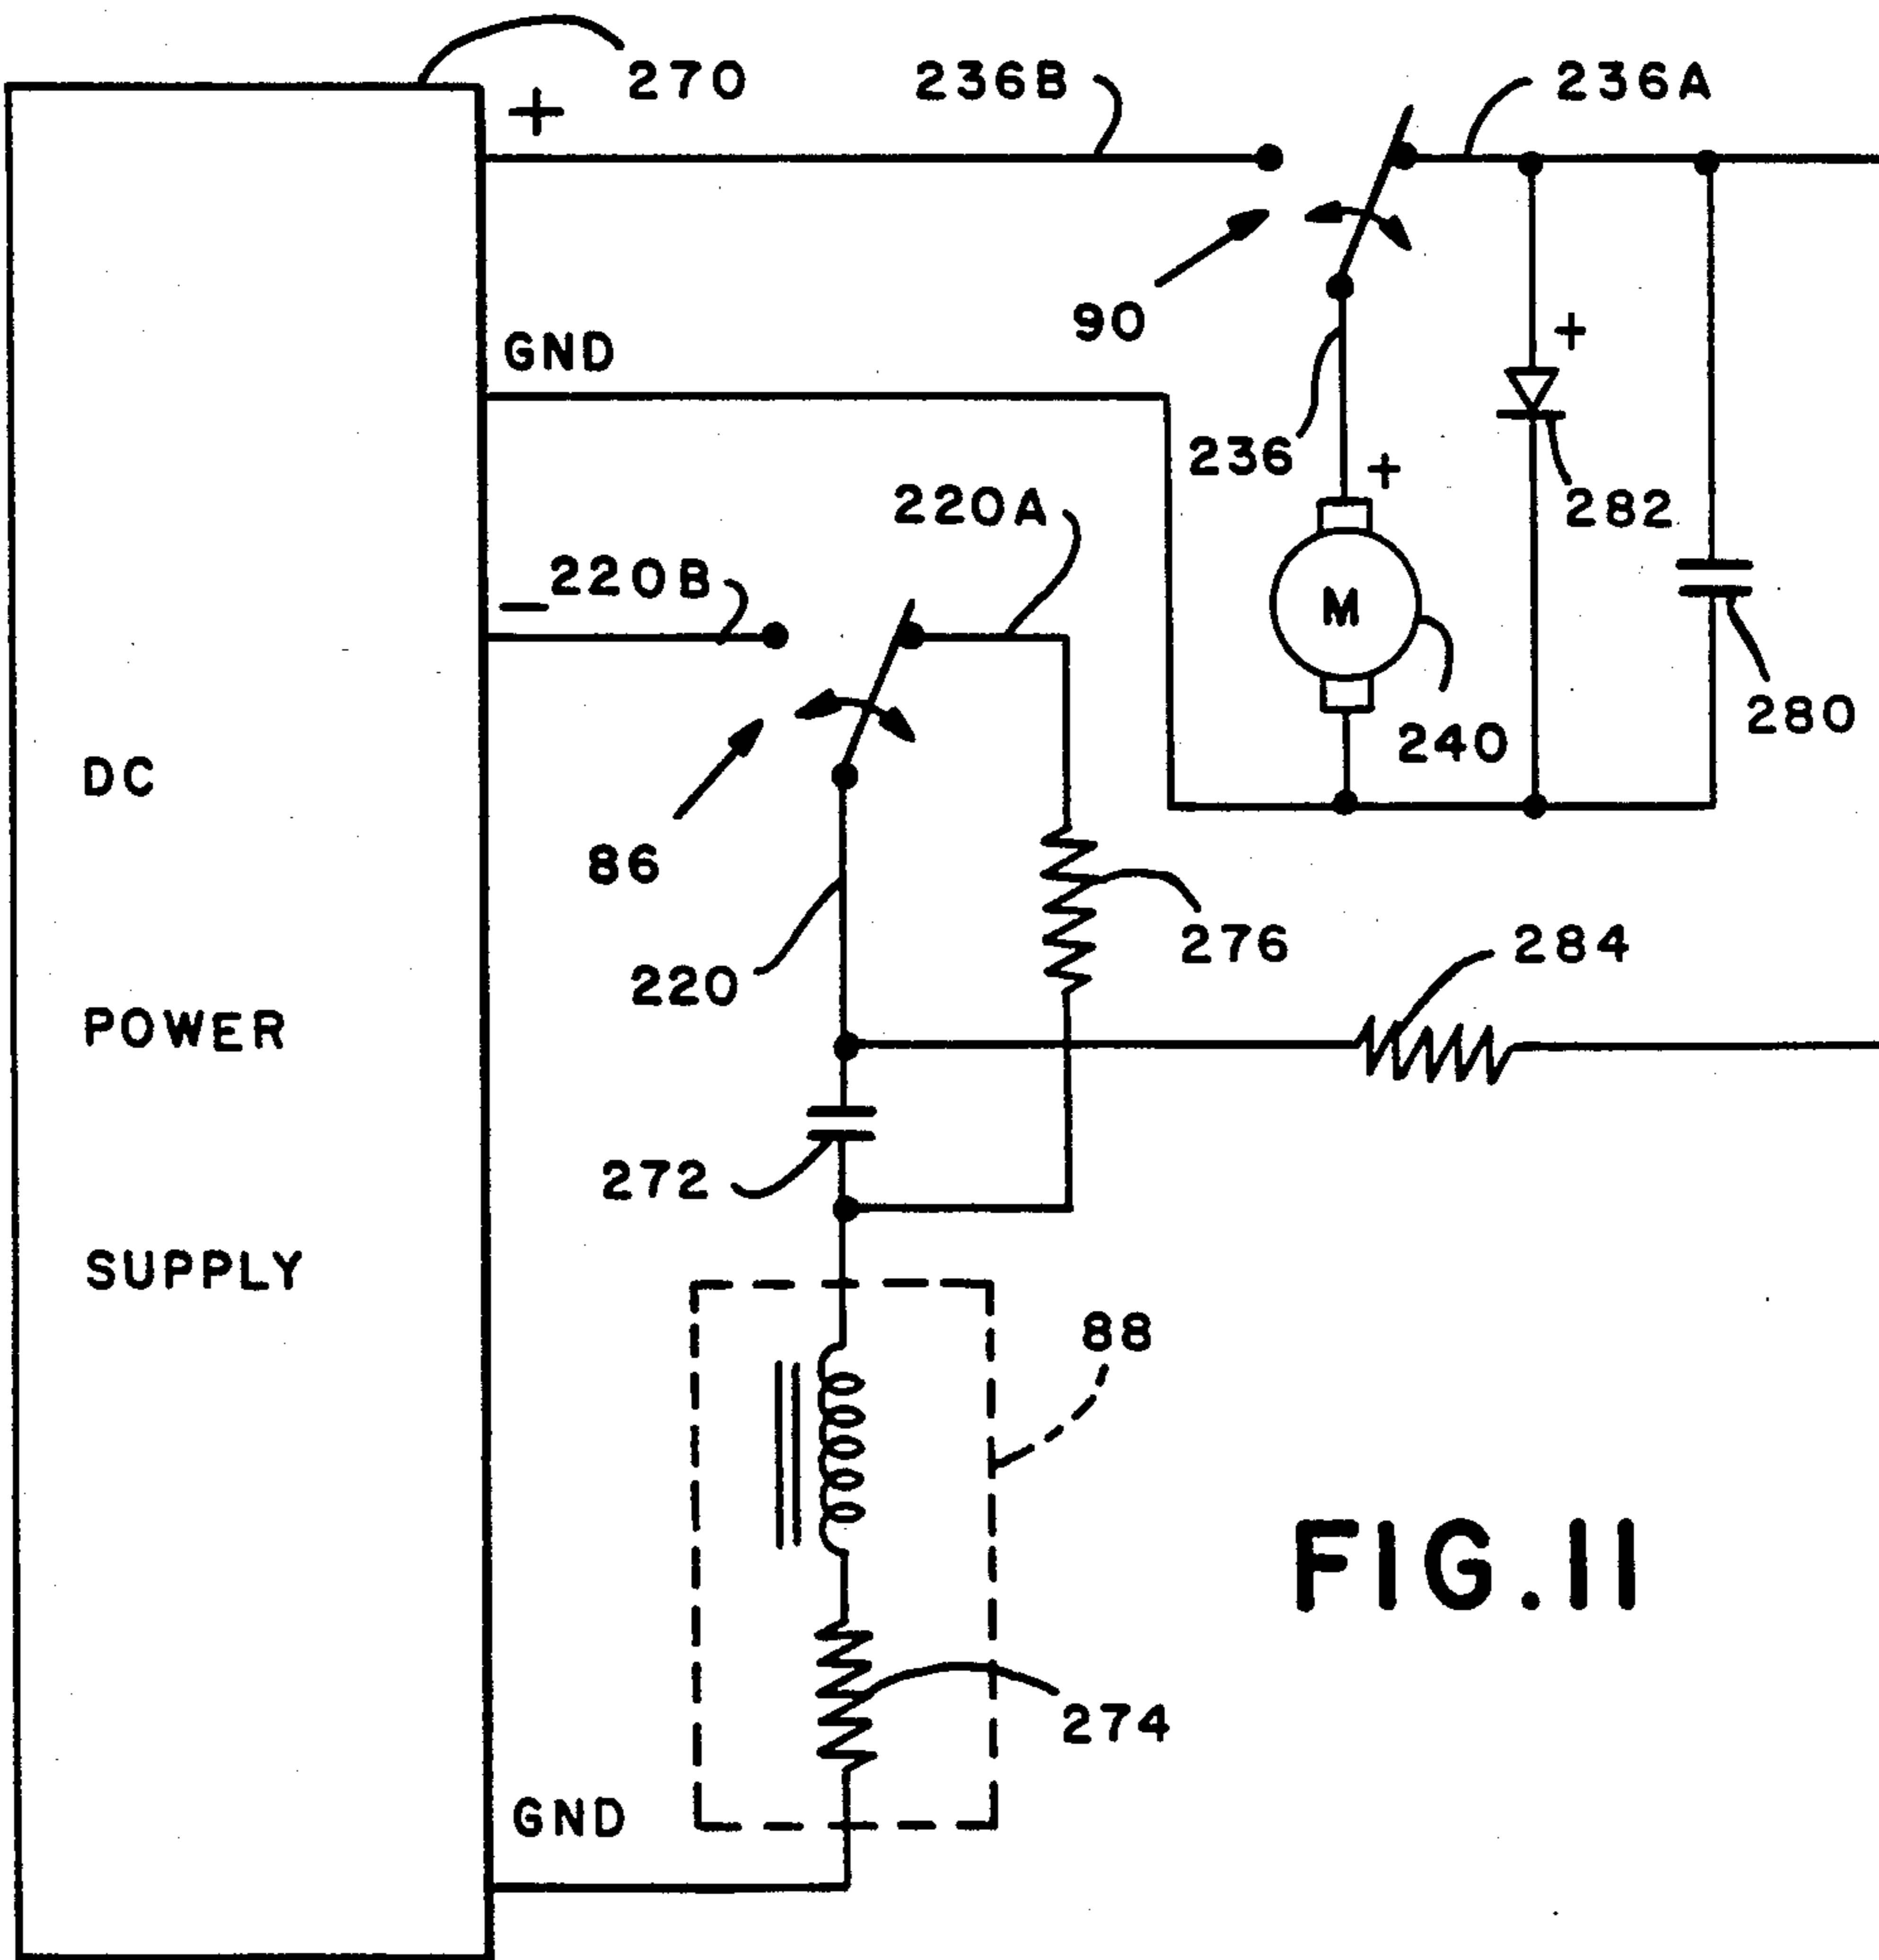 270
236B
236A
+
90
GND
+
236
+
282
220A
220B
−
M
280
240
DC
86
276
284
220
POWER
272
SUPPLY
88
FIG.11
274
GND